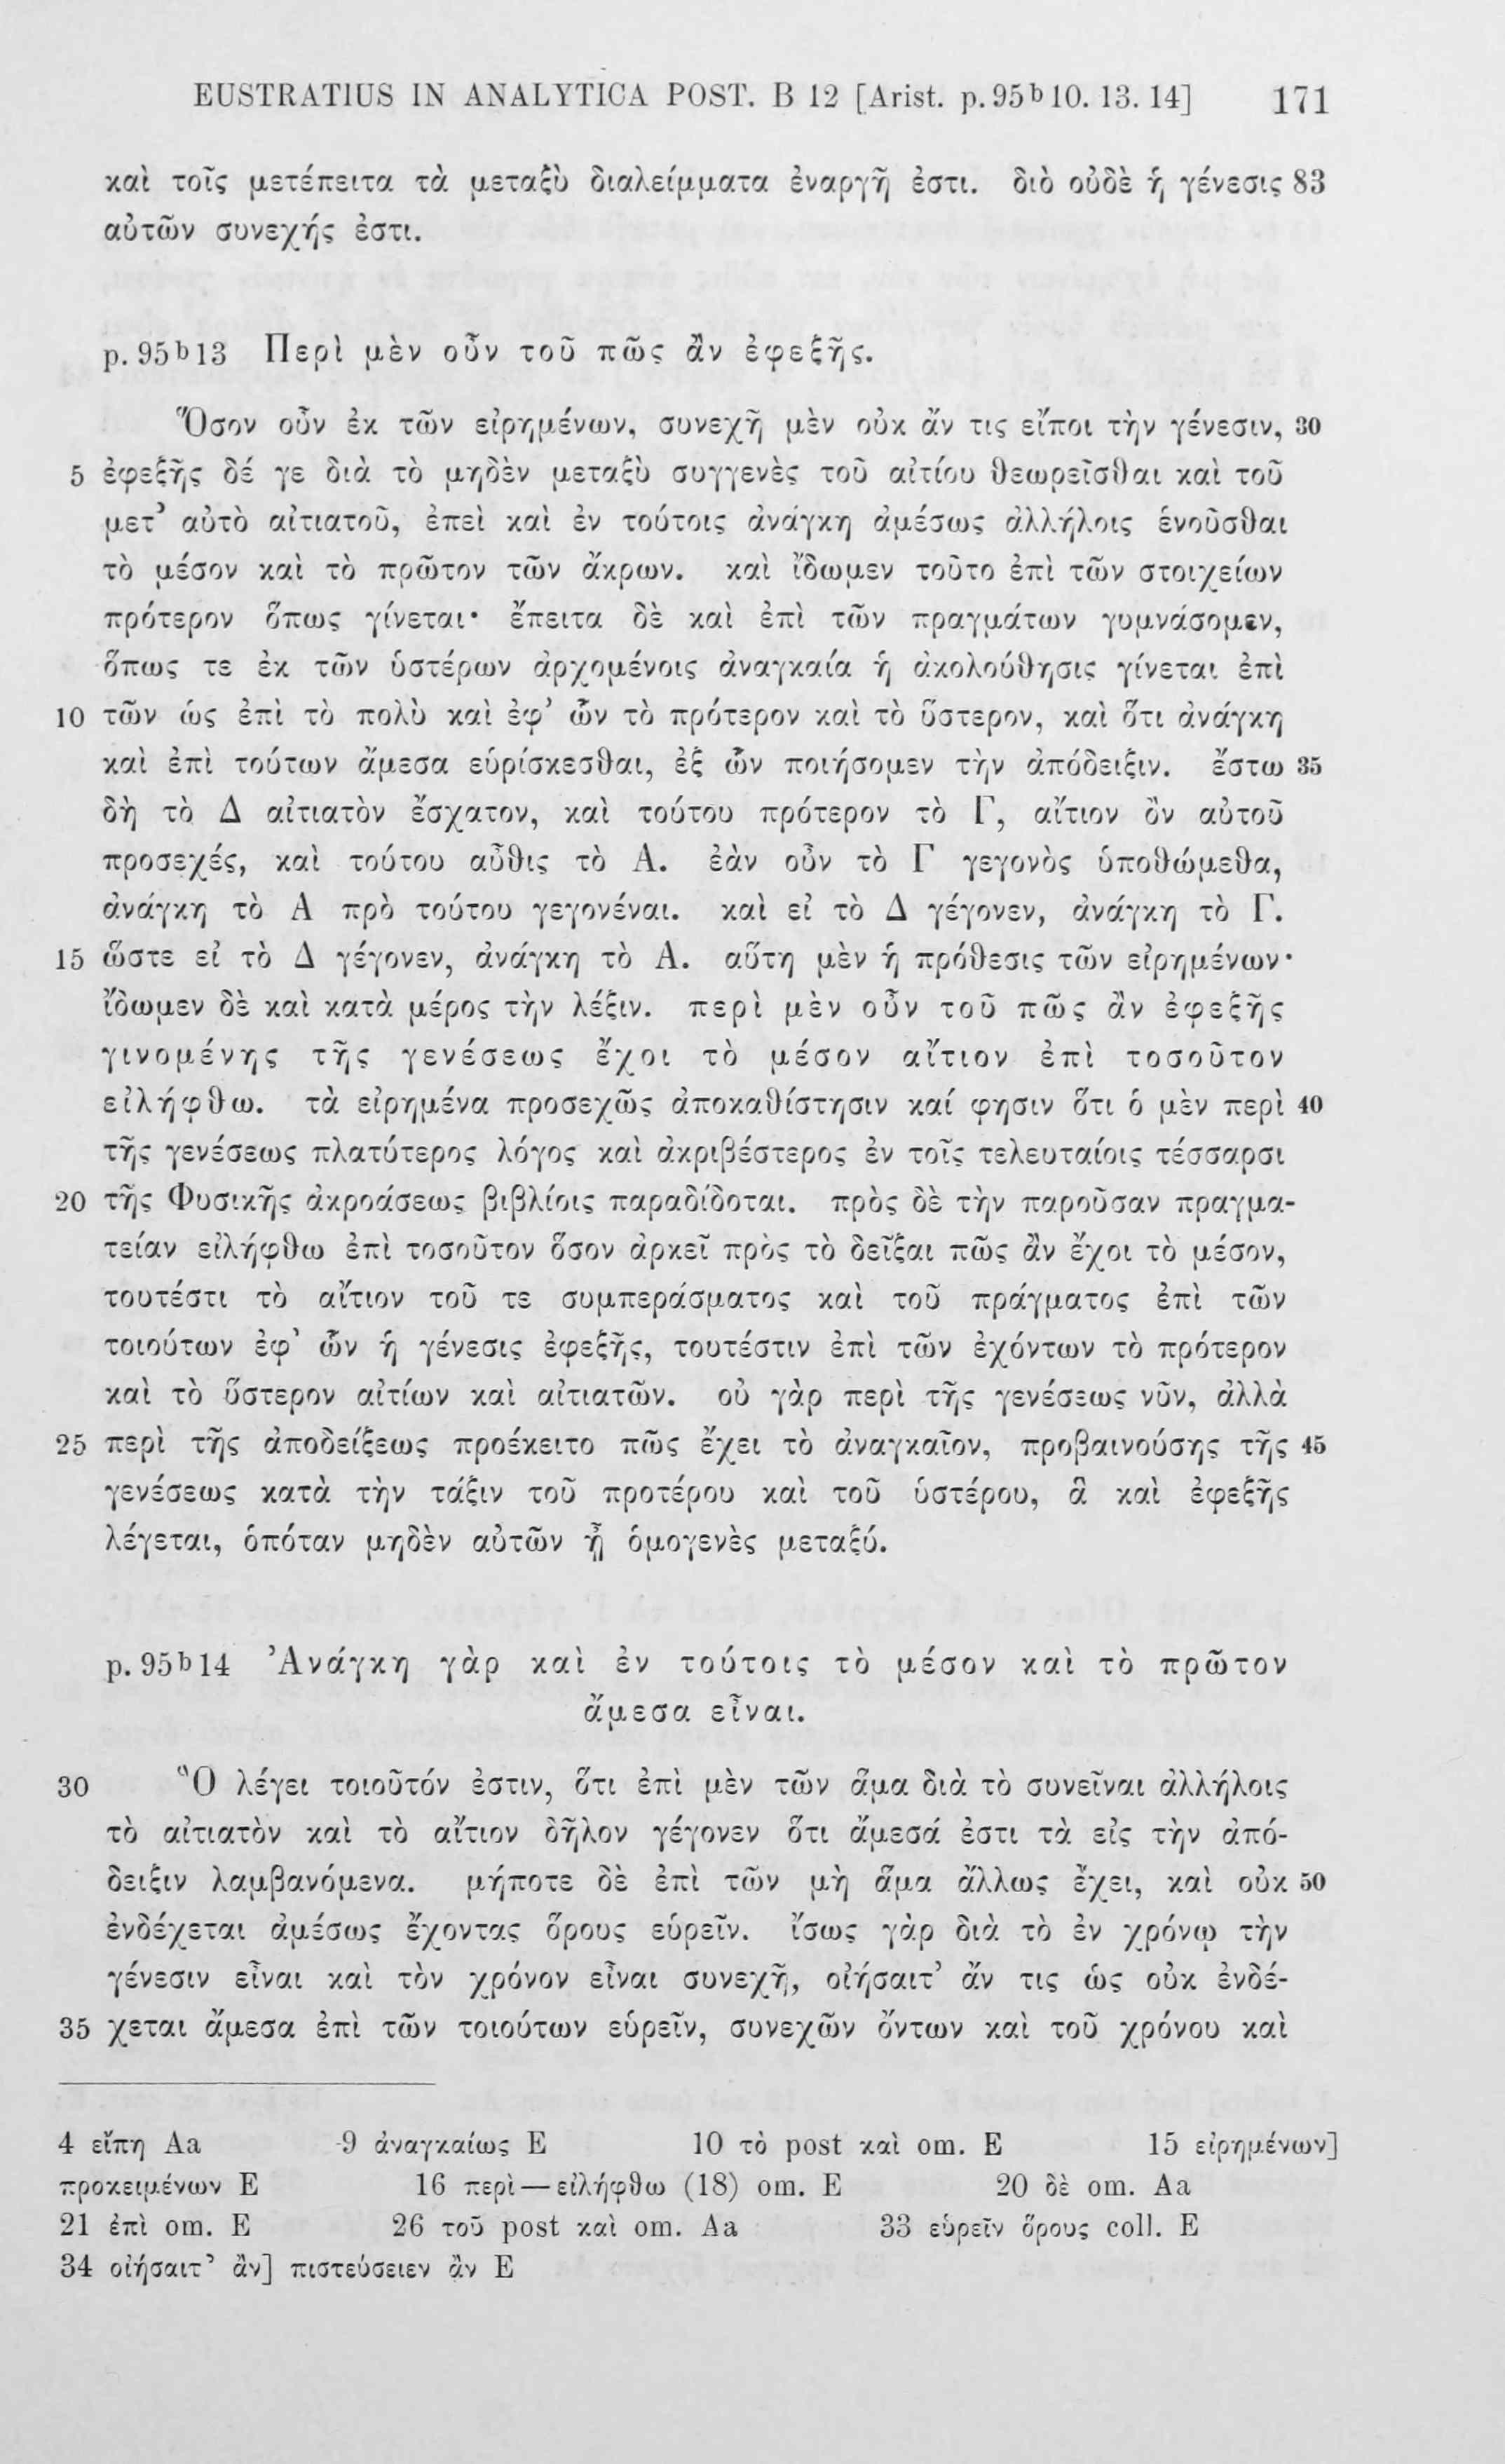 EUSTRATIUS IN ANALYTICA POST. B 12 [Arist. p. 95ᵇ10. 13. 14] 171
καὶ τοῖς μετέπειτα τὰ μεταξὺ διαλείμματα ἐναργῆ ἐστι. διὸ οὐδὲ ἡ γένεσις 83
αὐτῶν συνεχής ἐστι.
p. 95ᵇ13 Περὶ μὲν οὖν τοῦ πῶς ἂν ἐφεξῆς.
Ὅσον οὖν ἐκ τῶν εἰρημένων, συνεχῆ μὲν οὐκ ἄν τις εἴποι τὴν γένεσιν, 30
5 ἐφεξῆς δέ γε διὰ τὸ μηδὲν μεταξὺ συγγενὲς τοῦ αἰτίου θεωρεῖσθαι καὶ τοῦ
μετ’ αὐτὸ αἰτιατοῦ, ἐπεὶ καὶ ἐν τούτοις ἀνάγκη ἀμέσως ἀλλήλοις ἑνοῦσθαι
τὸ μέσον καὶ τὸ πρῶτον τῶν ἄκρων. καὶ ἴδωμεν τοῦτο ἐπὶ τῶν στοιχείων
πρότερον ὅπως γίνεται· ἔπειτα δὲ καὶ ἐπὶ τῶν πραγμάτων γυμνάσομεν,
ὅπως τε ἐκ τῶν ὑστέρων ἀρχομένοις ἀναγκαία ἡ ἀκολούθησις γίνεται ἐπὶ
10 τῶν ὡς ἐπὶ τὸ πολὺ καὶ ἐφ’ ὧν τὸ πρότερον καὶ τὸ ὕστερον, καὶ ὅτι ἀνάγκη
καὶ ἐπὶ τούτων ἄμεσα εὑρίσκεσθαι, ἐξ ὧν ποιήσομεν τὴν ἀπόδειξιν. ἔστω 35
δὴ τὸ Δ αἰτιατὸν ἔσχατον, καὶ τούτου πρότερον τὸ Γ, αἴτιον ὂν αὐτοῦ
προσεχές, καὶ τούτου αὖθις τὸ Α. ἐὰν οὖν τὸ Γ γεγονὸς ὑποθώμεθα,
ἀνάγκη τὸ Α πρὸ τούτου γεγονέναι. καὶ εἰ τὸ Δ γέγονεν, ἀνάγκη τὸ Γ.
15 ὥστε εἰ τὸ Δ γέγονεν, ἀνάγκη τὸ Α. αὕτη μὲν ἡ πρόθεσις τῶν εἰρημένων·
ἴδωμεν δὲ καὶ κατὰ μέρος τὴν λέξιν. περὶ μὲν οὖν τοῦ πῶς ἂν ἐφεξῆς
γινομένης τῆς γενέσεως ἔχοι τὸ μέσον αἴτιον ἐπὶ τοσοῦτον
εἰλήφθω. τὰ εἰρημένα προσεχῶς ἀποκαθίστησιν καί φησιν ὅτι ὁ μὲν περὶ 40
τῆς γενέσεως πλατύτερος λόγος καὶ ἀκριβέστερος ἐν τοῖς τελευταίοις τέσσαρσι
20 τῆς Φυσικῆς ἀκροάσεως βιβλίοις παραδίδοται. πρὸς δὲ τὴν παροῦσαν πραγμα-
τείαν εἰλήφθω ἐπὶ τοσοῦτον ὅσον ἀρκεῖ πρὸς τὸ δεῖξαι πῶς ἂν ἔχοι τὸ μέσον,
τουτέστι τὸ αἴτιον τοῦ τε συμπεράσματος καὶ τοῦ πράγματος ἐπὶ τῶν
τοιούτων ἐφ’ ὧν ἡ γένεσις ἐφεξῆς, τουτέστιν ἐπὶ τῶν ἐχόντων τὸ πρότερον
καὶ τὸ ὕστερον αἰτίων καὶ αἰτιατῶν. οὐ γὰρ περὶ τῆς γενέσεως νῦν, ἀλλὰ
25 περὶ τῆς ἀποδείξεως προέκειτο πῶς ἔχει τὸ ἀναγκαῖον, προβαινούσης τῆς 45
γενέσεως κατὰ τὴν τάξιν τοῦ προτέρου καὶ τοῦ ὑστέρου, ἃ καὶ ἐφεξῆς
λέγεται, ὁπόταν μηδὲν αὐτῶν ᾖ ὁμογενὲς μεταξύ.
p. 95ᵇ14 Ἀνάγκη γὰρ καὶ ἐν τούτοις τὸ μέσον καὶ τὸ πρῶτον
ἄμεσα εἶναι.
30 Ὃ λέγει τοιοῦτόν ἐστιν, ὅτι ἐπὶ μὲν τῶν ἅμα διὰ τὸ συνεῖναι ἀλλήλοις
τὸ αἰτιατὸν καὶ τὸ αἴτιον δῆλον γέγονεν ὅτι ἄμεσά ἐστι τὰ εἰς τὴν ἀπό-
δειξιν λαμβανόμενα. μήποτε δὲ ἐπὶ τῶν μὴ ἅμα ἄλλως ἔχει, καὶ οὐκ 50
ἐνδέχεται ἀμέσως ἔχοντας ὅρους εὑρεῖν. ἴσως γὰρ διὰ τὸ ἐν χρόνῳ τὴν
γένεσιν εἶναι καὶ τὸν χρόνον εἶναι συνεχῆ, οἰήσαιτ’ ἄν τις ὡς οὐκ ἐνδέ-
35 χεται ἄμεσα ἐπὶ τῶν τοιούτων εὑρεῖν, συνεχῶν ὄντων καὶ τοῦ χρόνου καὶ
4 εἴπῃ Aa 9 ἀναγκαίως E 10 τὸ post καὶ om. E 15 εἰρημένων]
προκειμένων E 16 περὶ — εἰλήφθω (18) om. E 20 δὲ om. Aa
21 ἐπὶ om. E 26 τοῦ post καὶ om. Aa 33 εὑρεῖν ὅρους coll. E
34 οἰήσαιτ’ ἂν] πιστεύσειεν ἂν E